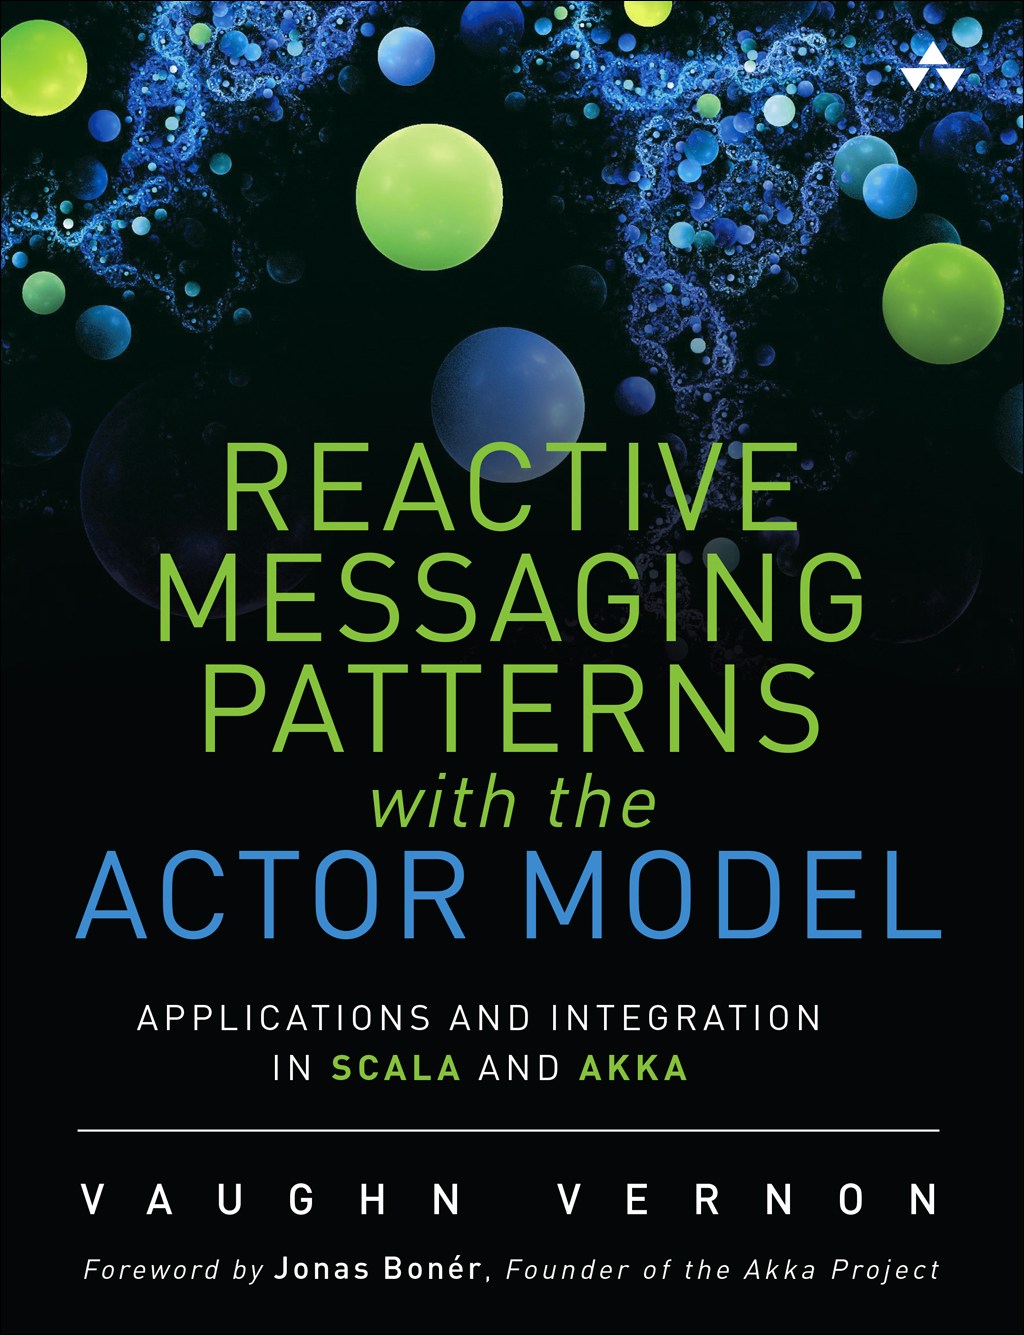 REACTIVE
MESSAGING
PATTERNS
with the
ACTOR MODEL
APPLICATIONS AND INTEGRATION
IN SCALA AND AKKA
VAUGHN VERNON
Foreword by Jonas Bonér, Founder of the Akka Project